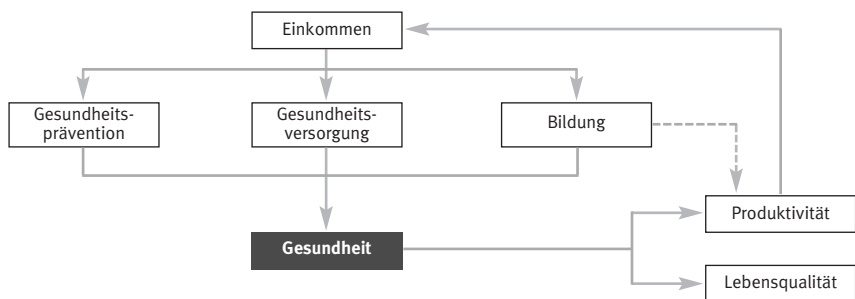 Einkommen
Gesundheits-
prävention
Gesundheits-
versorgung
Bildung
Gesundheit
Produktivität
Lebensqualität